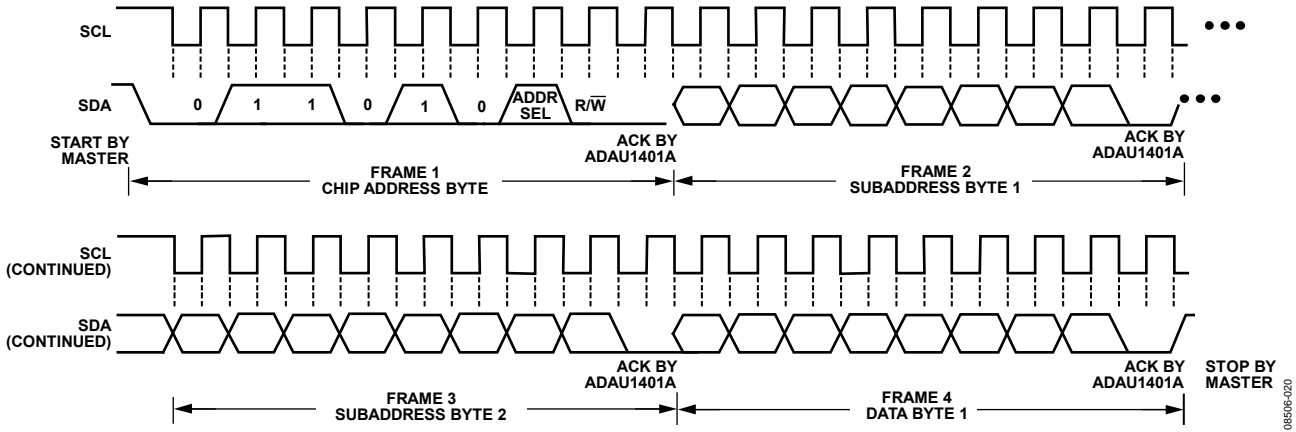 SCL
SDA
0 1 1 0 1 0 ADDR SEL R/W̅
START BY
MASTER
ACK BY
ADAU1401A
ACK BY
ADAU1401A
FRAME 1
CHIP ADDRESS BYTE
FRAME 2
SUBADDRESS BYTE 1
SCL
(CONTINUED)
SDA
(CONTINUED)
ACK BY
ADAU1401A
ACK BY
ADAU1401A
STOP BY
MASTER
FRAME 3
SUBADDRESS BYTE 2
FRAME 4
DATA BYTE 1
08506-020